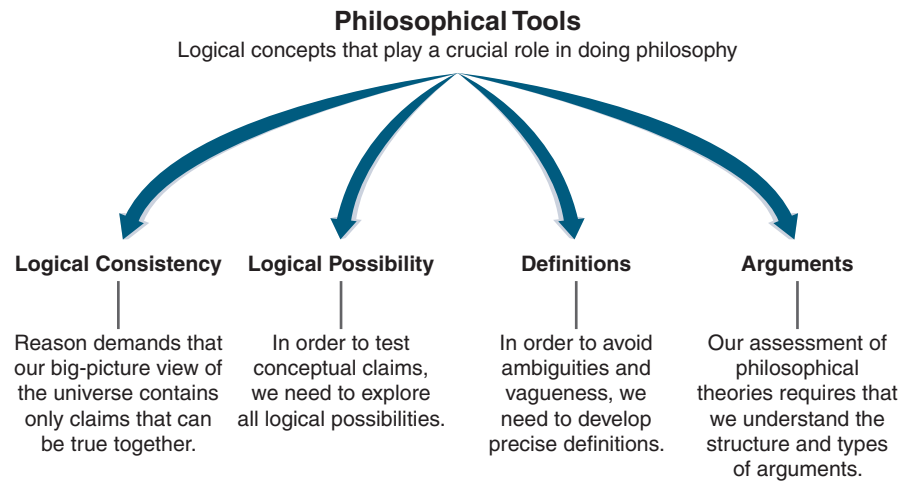 Philosophical Tools
Logical concepts that play a crucial role in doing philosophy
Logical Consistency
Reason demands that
our big-picture view of
the universe contains
only claims that can
be true together.
Logical Possibility
In order to test
conceptual claims,
we need to explore
all logical possibilities.
Definitions
In order to avoid
ambiguities and
vagueness, we
need to develop
precise definitions.
Arguments
Our assessment of
philosophical
theories requires that
we understand the
structure and types
of arguments.